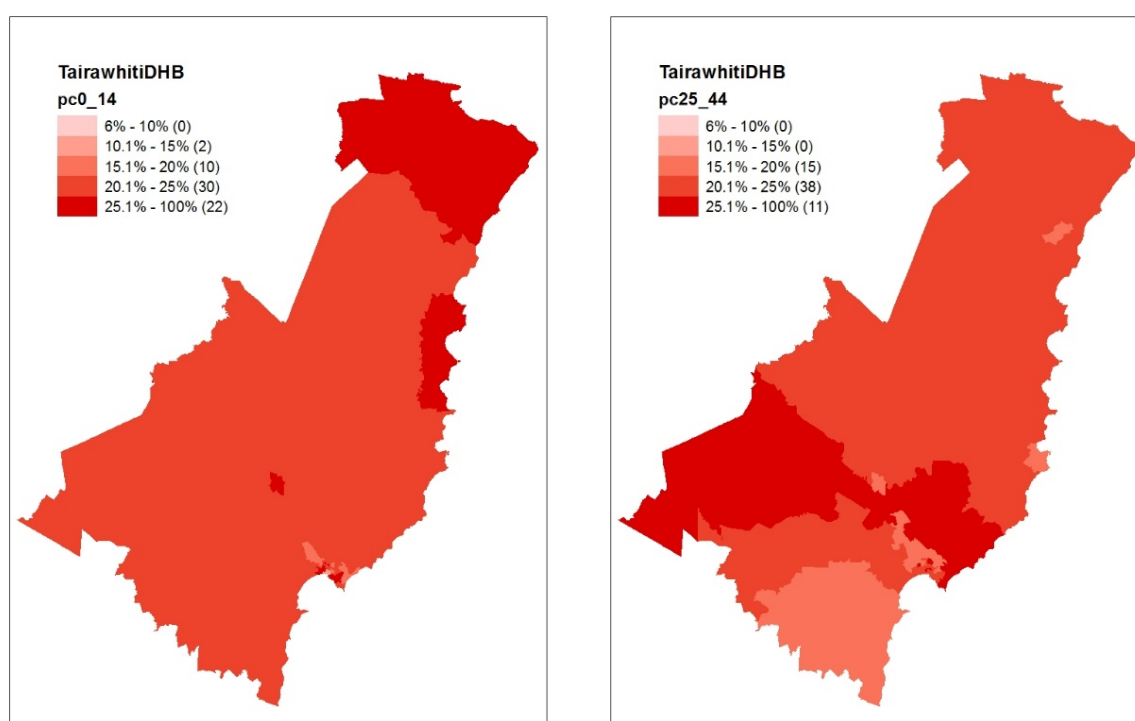 TairawhitiDHB
pc0_14
6% - 10% (0)
10.1% - 15% (2)
15.1% - 20% (10)
20.1% - 25% (30)
25.1% - 100% (22)
TairawhitiDHB
pc25_44
6% - 10% (0)
10.1% - 15% (0)
15.1% - 20% (15)
20.1% - 25% (38)
25.1% - 100% (11)